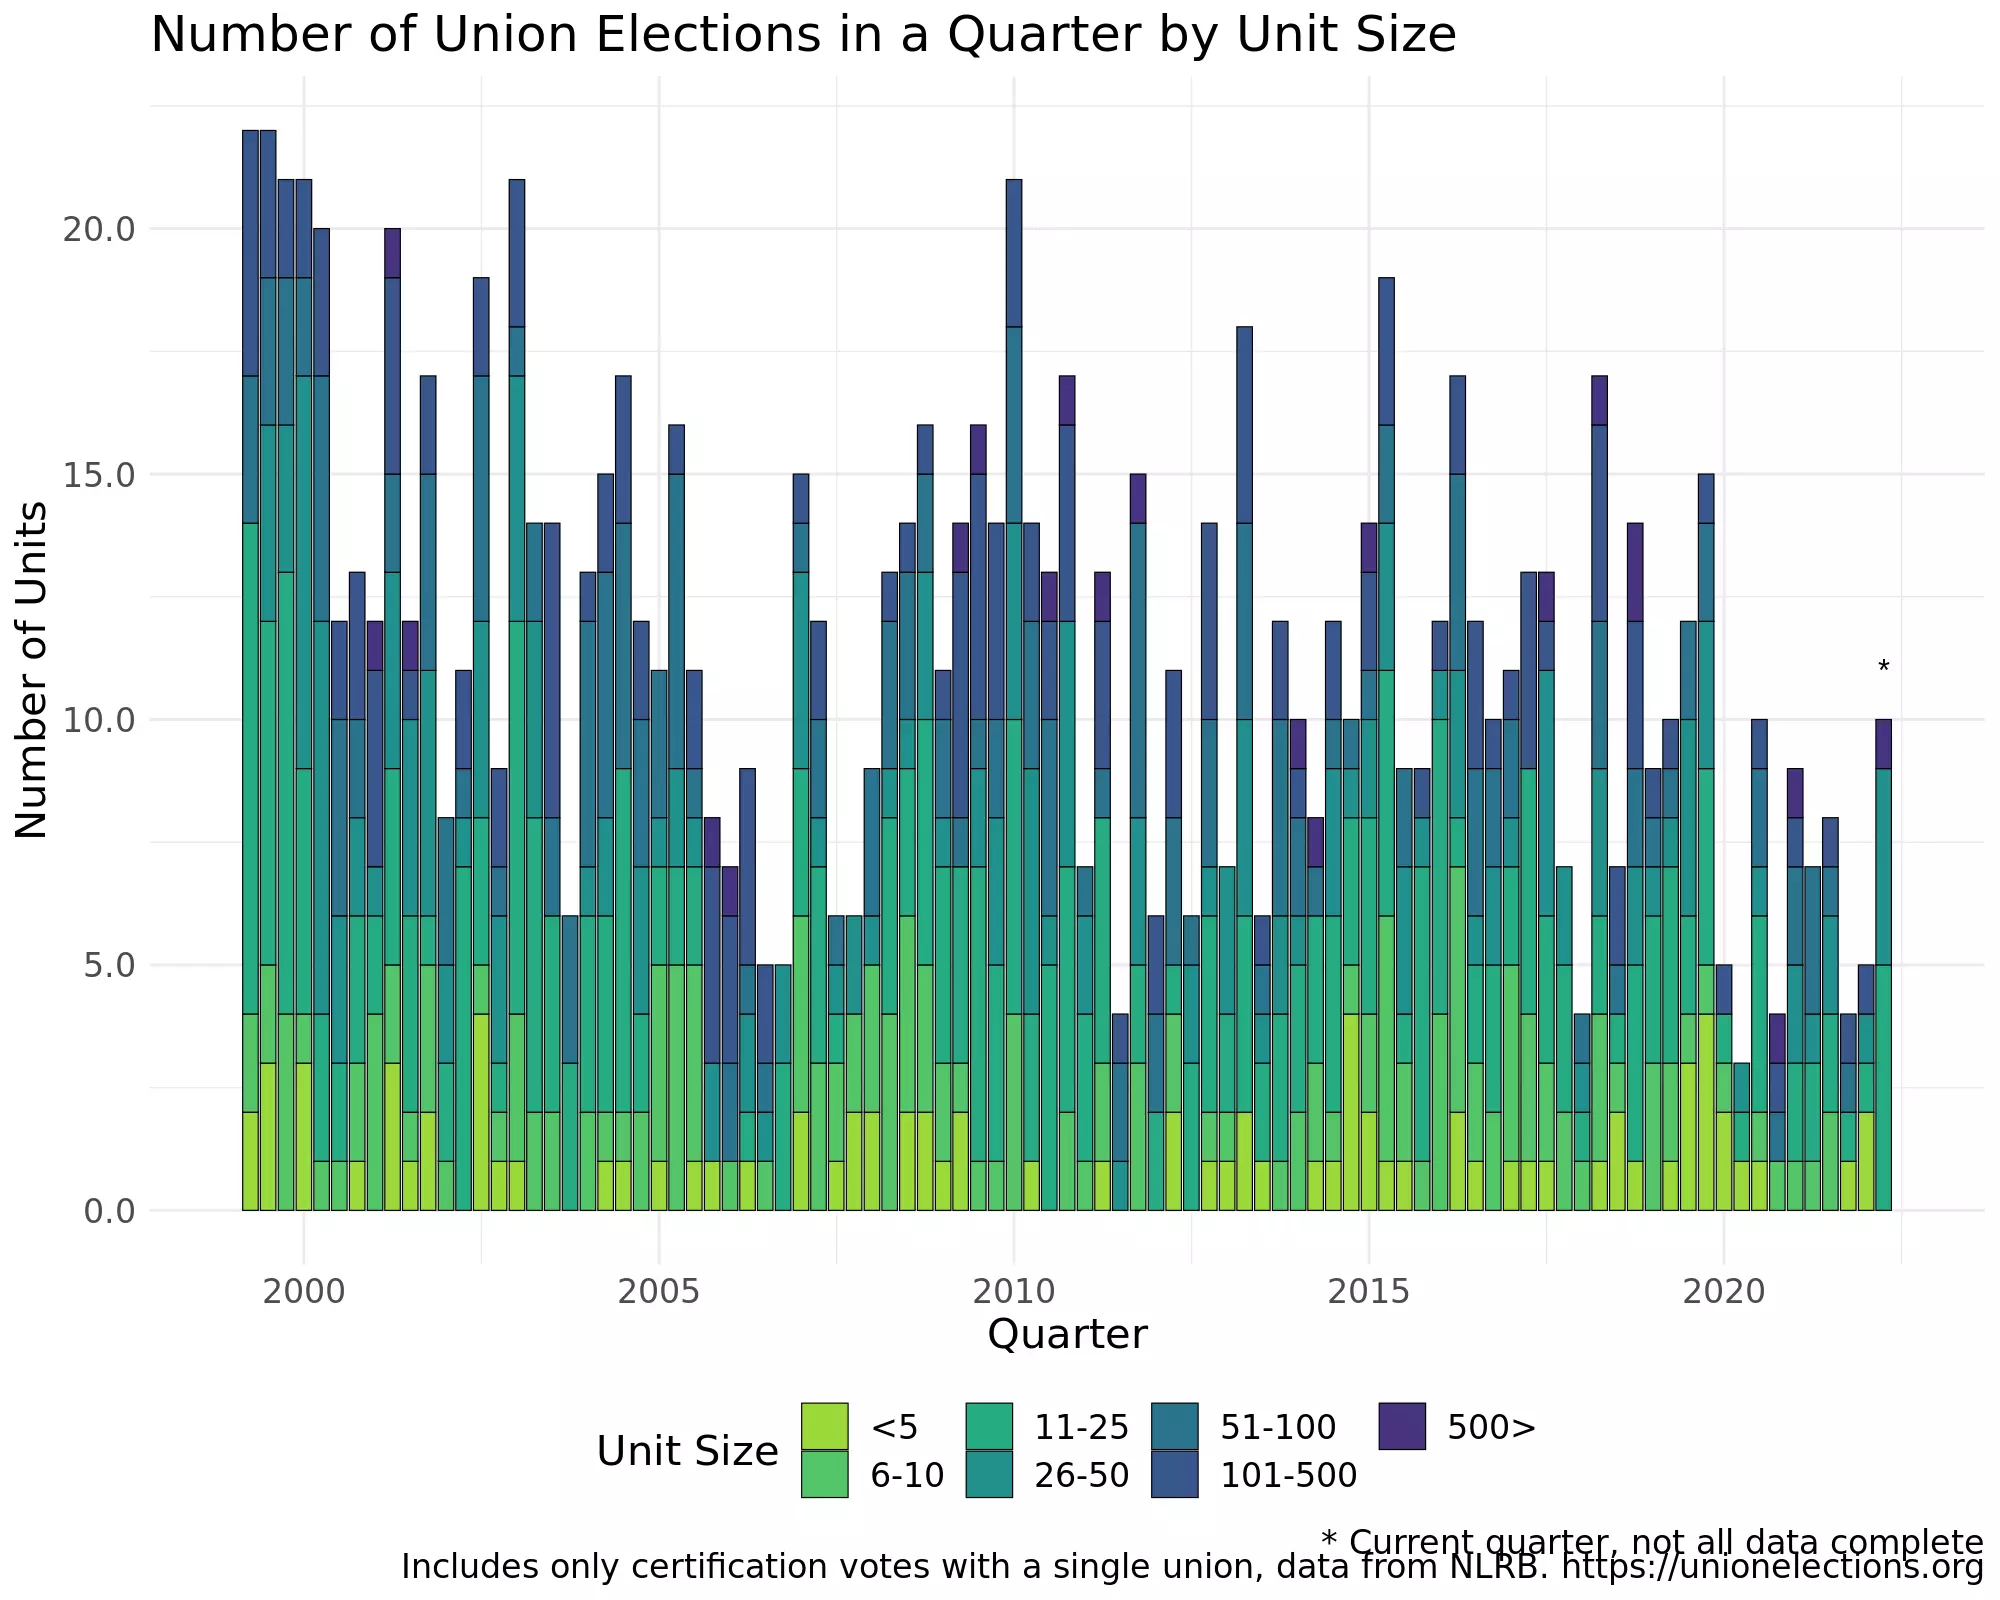 Number of Union Elections in a Quarter by Unit Size
Number of Units
20.0
15.0
10.0
5.0
0.0
*
2000 2005 2010 2015 2020
Quarter
Unit Size
<5 11-25 51-100 500>
6-10 26-50 101-500
* Current quarter, not all data complete
Includes only certification votes with a single union, data from NLRB. https://unionelections.org